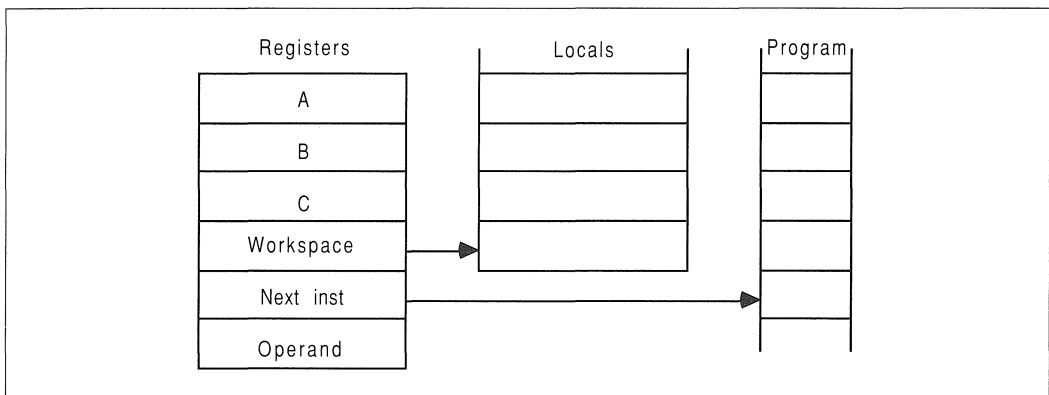 Registers Locals Program
A
B
C
Workspace
Next inst
Operand